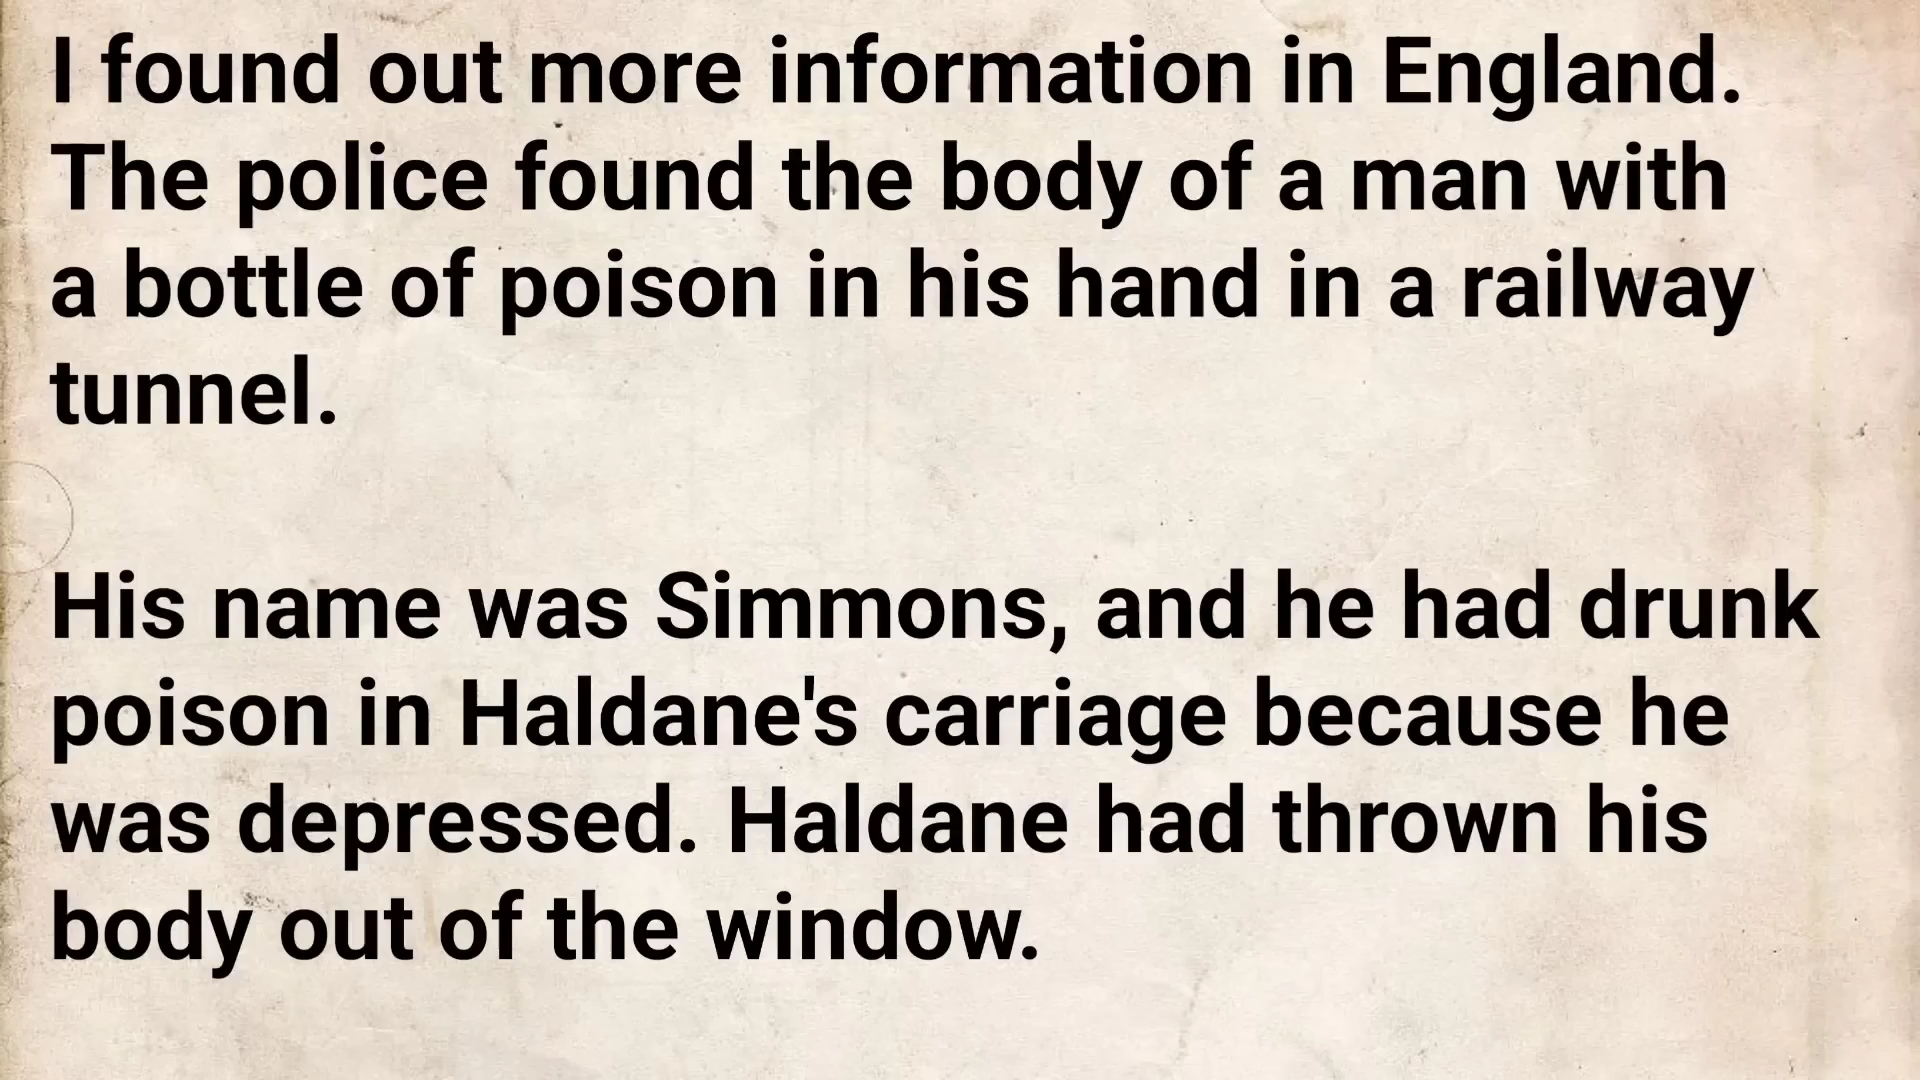 I found out more information in England.
The police found the body of a man with
a bottle of poison in his hand in a railway
tunnel.
His name was Simmons, and he had drunk
poison in Haldane's carriage because he
was depressed. Haldane had thrown his
body out of the window.